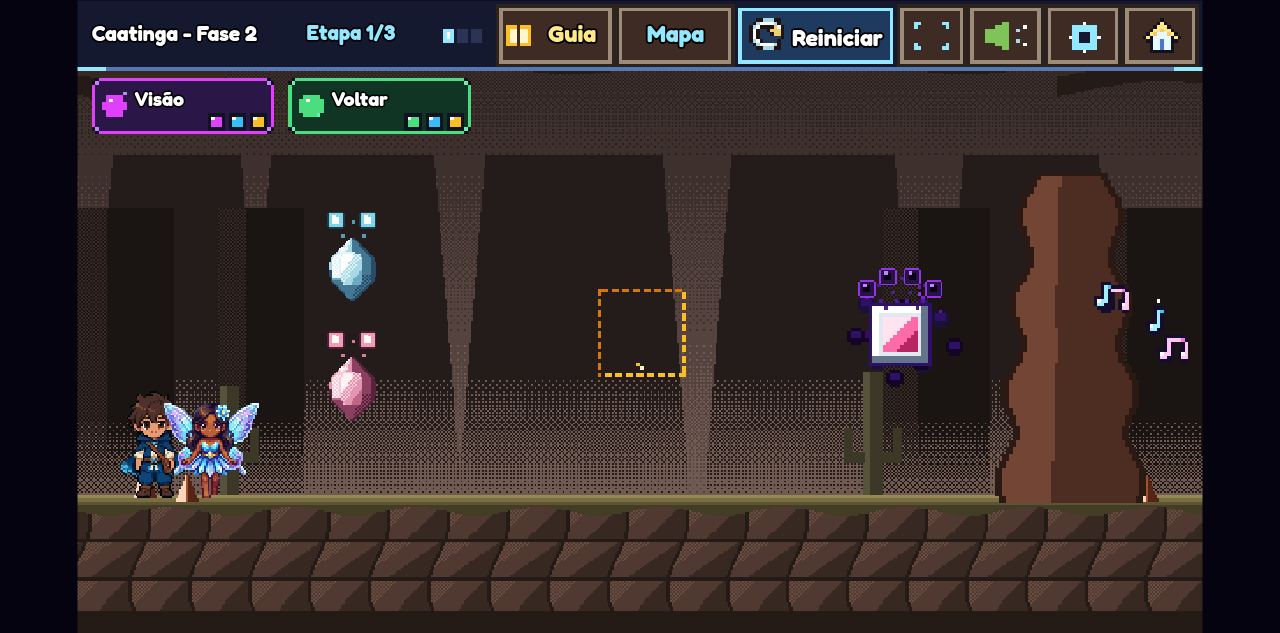 Caatinga - Fase 2
Etapa 1/3
Guia
Mapa
Reiniciar
Visão
Voltar